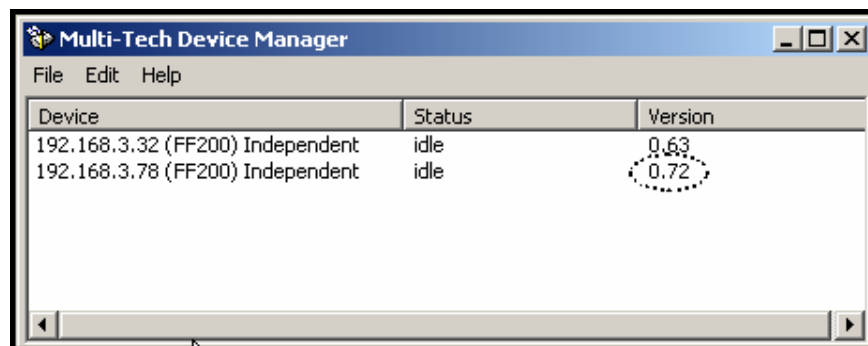 Multi-Tech Device Manager
File Edit Help
Device Status Version
192.168.3.32 (FF200) Independent idle 0.63
192.168.3.78 (FF200) Independent idle 0.72